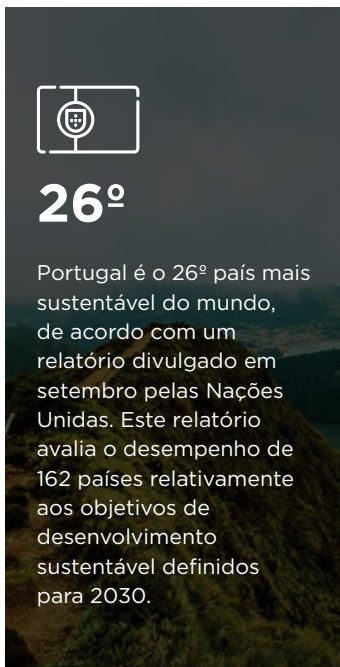 26º
Portugal é o 26º país mais
sustentável do mundo,
de acordo com um
relatório divulgado em
setembro pelas Nações
Unidas. Este relatório
avalia o desempenho de
162 países relativamente
aos objetivos de
desenvolvimento
sustentável definidos
para 2030.